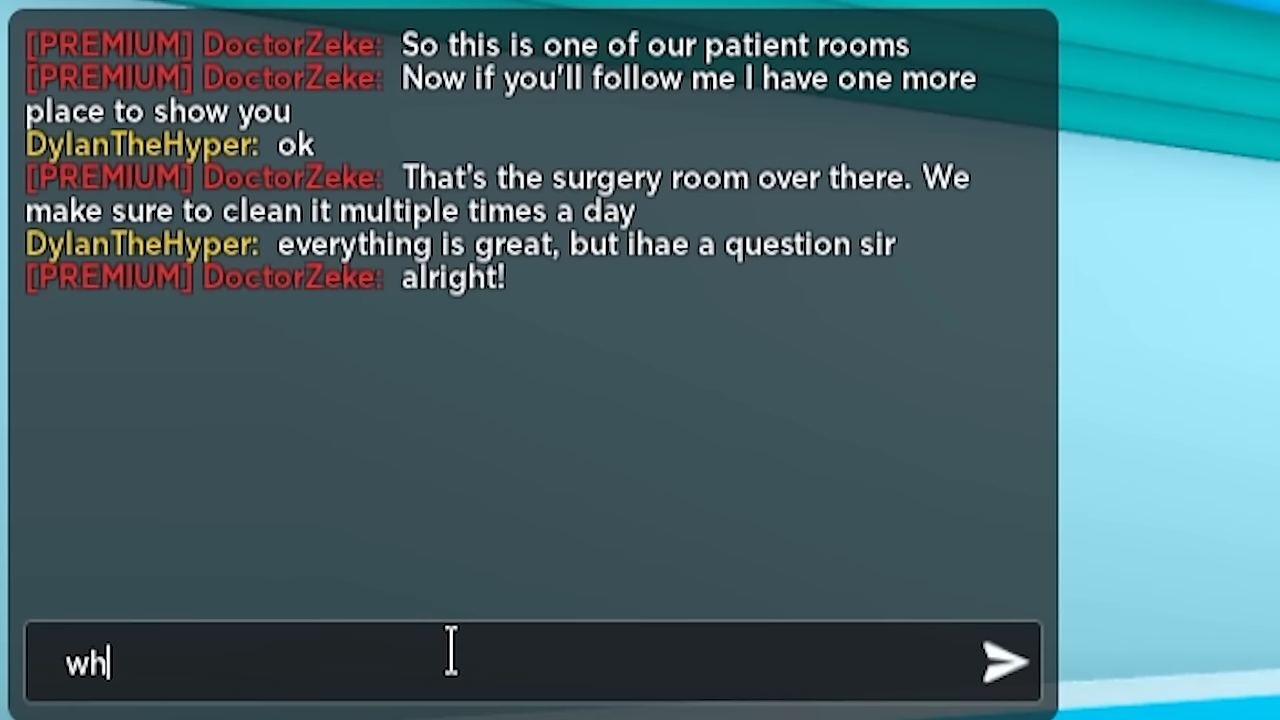 [PREMIUM] DoctorZeke: So this is one of our patient rooms
[PREMIUM] DoctorZeke: Now if you'll follow me I have one more
place to show you
DylanTheHyper: ok
[PREMIUM] DoctorZeke: That's the surgery room over there. We
make sure to clean it multiple times a day
DylanTheHyper: everything is great, but ihae a question sir
[PREMIUM] DoctorZeke: alright!
wh